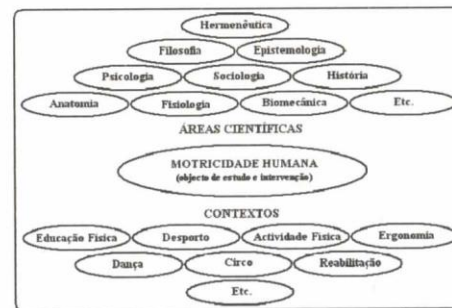 Hermenêutica
Filosofia Epistemologia
Psicologia Sociologia História
Anatomia Fisiologia Biomecânica Etc.
ÁREAS CIENTÍFICAS
MOTRICIDADE HUMANA
(objecto de estudo e intervenção)
CONTEXTOS
Educação Física Desporto Actividade Física Ergonomia
Dança Circo Reabilitação
Etc.